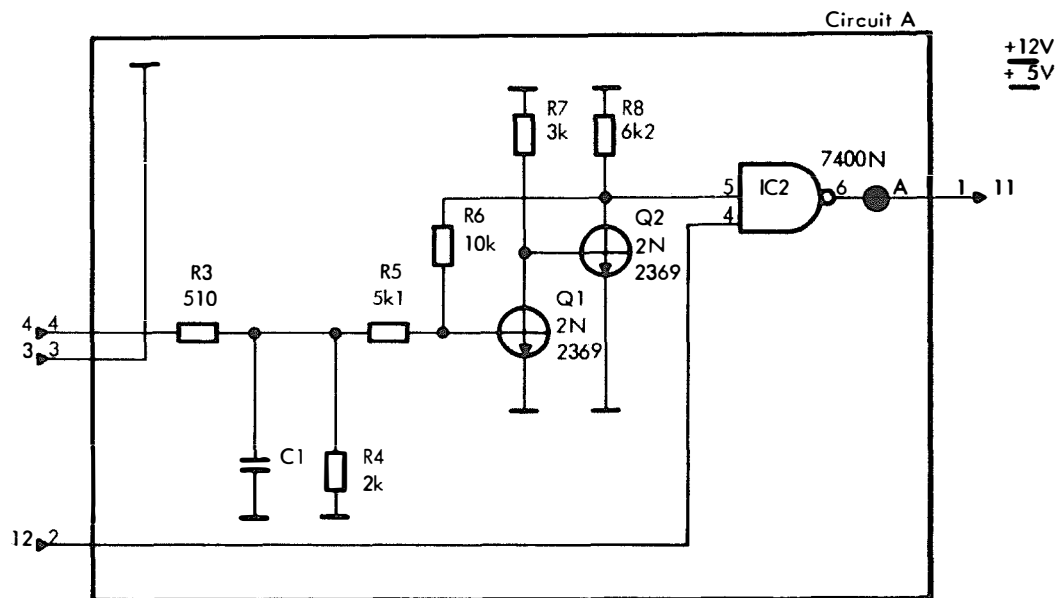 Circuit A
+12V
+ 5V
R7
3k
R8
6k2
7400N
IC2
5
4
6
A
1
11
R6
10k
Q2
2N
2369
R3
510
R5
5k1
Q1
2N
2369
4
4
3
3
C1
R4
2k
12
2